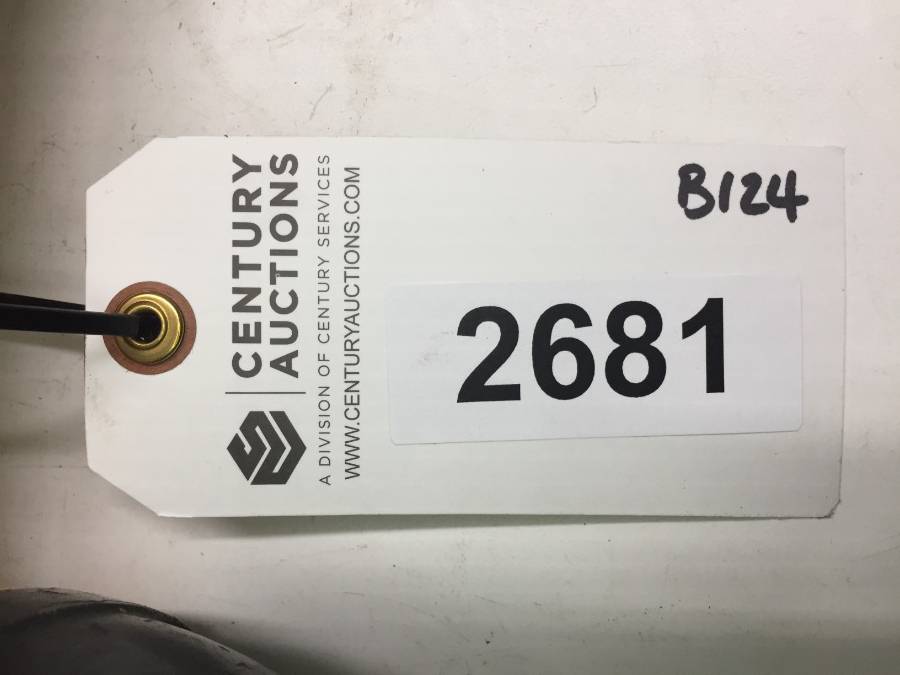 CENTURY
AUCTIONS
A DIVISION OF CENTURY SERVICES
WWW.CENTURYAUCTIONS.COM
B124
2681